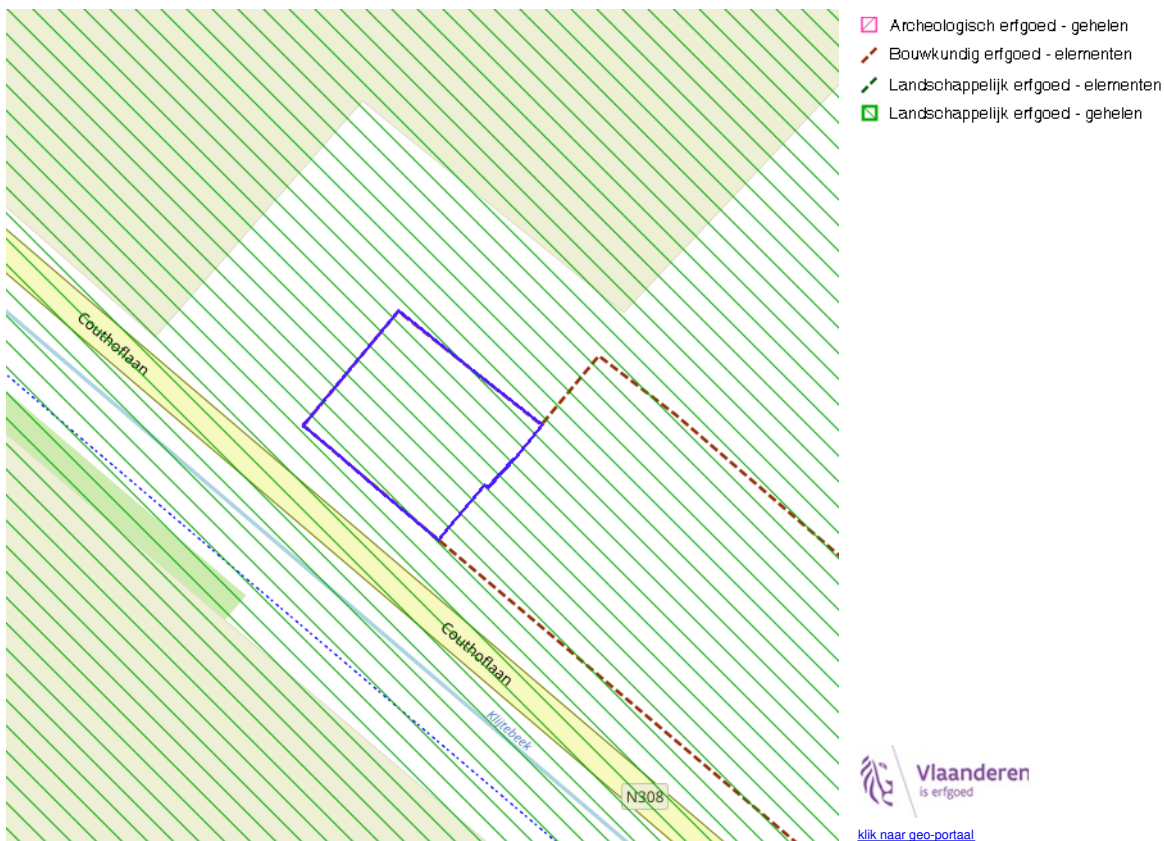 Archeologisch erfgoed - gehelen
Bouwkundig erfgoed - elementen
Landschappelijk erfgoed - elementen
Landschappelijk erfgoed - gehelen
Couthoflaan
Couthoflaan
Klijtebeek
N308
Vlaanderen
is erfgoed
klik naar geo-portaal